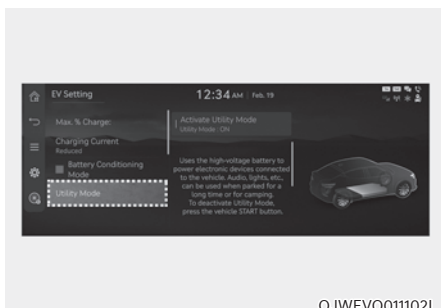 EV Setting
12:34 AM Feb. 19
Max. % Charge:
Charging Current
Reduced
Battery Conditioning
Mode
Utility Mode
Activate Utility Mode
Utility Mode : ON
Uses the high-voltage battery to
power electronic devices connected
to the vehicle. Audio, lights, etc.,
can be used when parked for a
long time or for camping.
To deactivate Utility Mode,
press the vehicle START button.